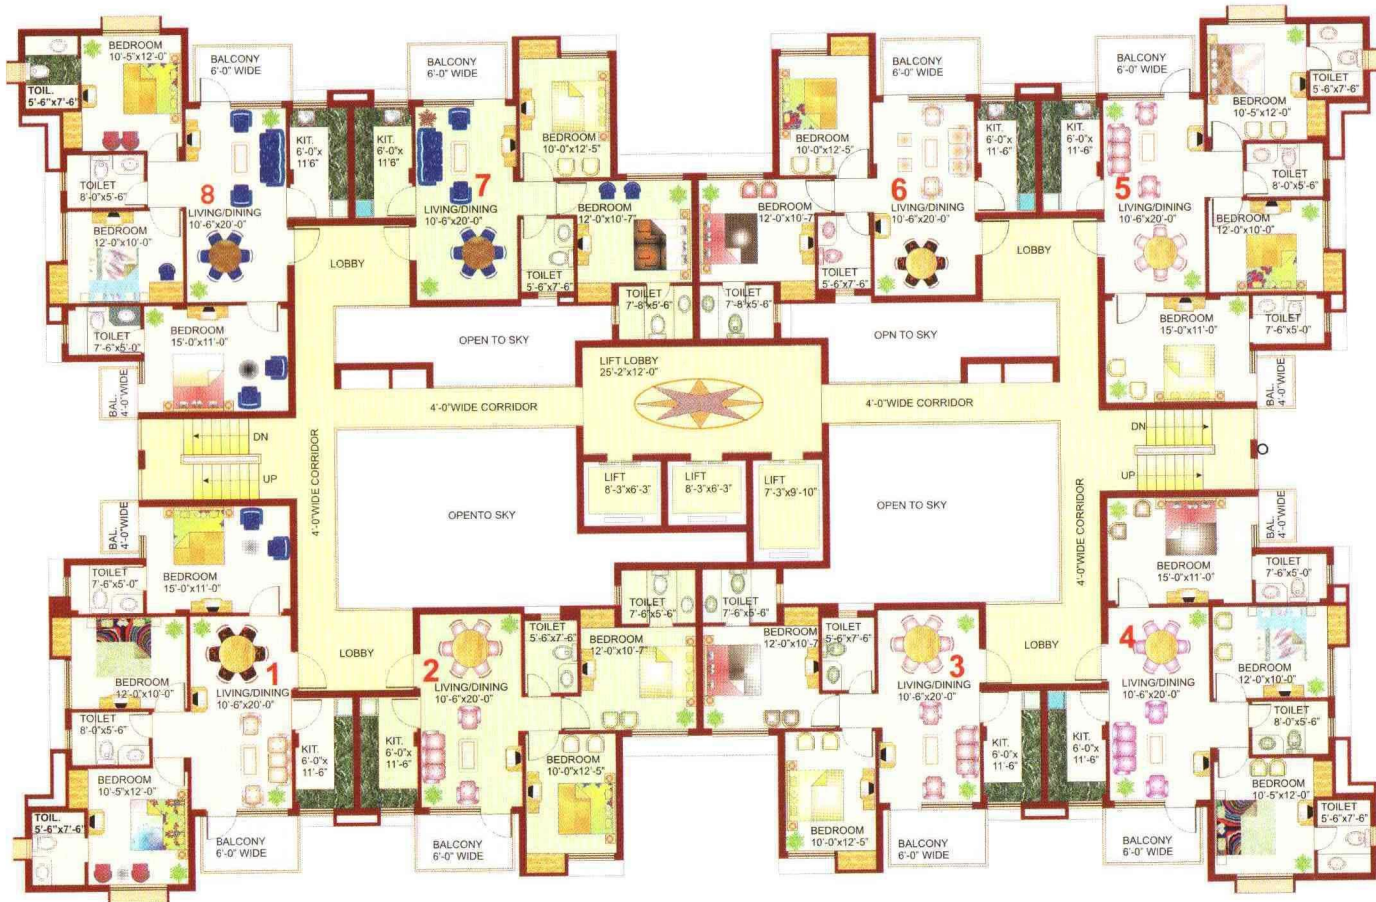 BEDROOM
10'-5"x12'-0"
TOIL.
5'-6"x7'-6"
BALCONY
6'-0" WIDE
KIT.
6'-0"x
11'6"
TOILET
8'-0"x5'-6"
8
LIVING/DINING
10'-6"x20'-0"
BEDROOM
12'-0"x10'-0"
TOILET
7'-6"x5'-0"
BEDROOM
15'-0"x11'-0"
BAL.
4'-0"WIDE
BALCONY
6'-0" WIDE
KIT.
6'-0"x
11'6"
7
LIVING/DINING
10'-6"x20'-0"
BEDROOM
10'-0"x12'-5"
BEDROOM
12'-0"x10'-7"
TOILET
5'-6"x7'-6"
TOILET
7'-8"x5'-6"
LOBBY
OPEN TO SKY
BEDROOM
10'-0"x12'-5"
BALCONY
6'-0" WIDE
KIT.
6'-0"x
11'-6"
6
LIVING/DINING
10'-6"x20'-0"
BEDROOM
12'-0"x10'-7"
TOILET
5'-6"x7'-6"
TOILET
7'-8"x5'-6"
LOBBY
OPN TO SKY
BALCONY
6'-0" WIDE
KIT.
6'-0"x
11'-6"
BEDROOM
10'-5"x12'-0"
TOILET
5'-6"x7'-6"
TOILET
8'-0"x5'-6"
5
LIVING/DINING
10'-6"x20'-0"
BEDROOM
12'-0"x10'-0"
BEDROOM
15'-0"x11'-0"
TOILET
7'-6"x5'-0"
BAL.
4'-0"WIDE
LIFT LOBBY
25'-2"x12'-0"
4'-0"WIDE CORRIDOR
4'-0"WIDE CORRIDOR
DN
UP
4'-0"WIDE CORRIDOR
OPENTO SKY
LIFT
8'-3"x6'-3"
LIFT
8'-3"x6'-3"
LIFT
7'-3"x9'-10"
OPEN TO SKY
4'-0"WIDE CORRIDOR
DN
UP
BAL.
4'-0"WIDE
BEDROOM
15'-0"x11'-0"
TOILET
7'-6"x5'-0"
BEDROOM
12'-0"x10'-0"
1
LIVING/DINING
10'-6"x20'-0"
TOILET
8'-0"x5'-6"
BEDROOM
10'-5"x12'-0"
TOIL.
5'-6"x7'-6"
BALCONY
6'-0" WIDE
KIT.
6'-0"x
11'-6"
LOBBY
2
LIVING/DINING
10'-6"x20'-0"
KIT.
6'-0"x
11'-6"
TOILET
5'-6"x7'-6"
TOILET
7'-6"x5'-6"
BEDROOM
12'-0"x10'-7"
BEDROOM
10'-0"x12'-5"
BALCONY
6'-0" WIDE
TOILET
7'-6"x5'-6"
BEDROOM
12'-0"x10'-7"
TOILET
5'-6"x7'-6"
3
LIVING/DINING
10'-6"x20'-0"
BEDROOM
10'-0"x12'-5"
BALCONY
6'-0" WIDE
KIT.
6'-0"x
11'-6"
LOBBY
BAL.
4'-0"WIDE
BEDROOM
15'-0"x11'-0"
TOILET
7'-6"x5'-0"
4
LIVING/DINING
10'-6"x20'-0"
BEDROOM
12'-0"x10'-0"
TOILET
8'-0"x5'-6"
KIT.
6'-0"x
11'-6"
BEDROOM
10'-5"x12'-0"
TOILET
5'-6"x7'-6"
BALCONY
6'-0" WIDE